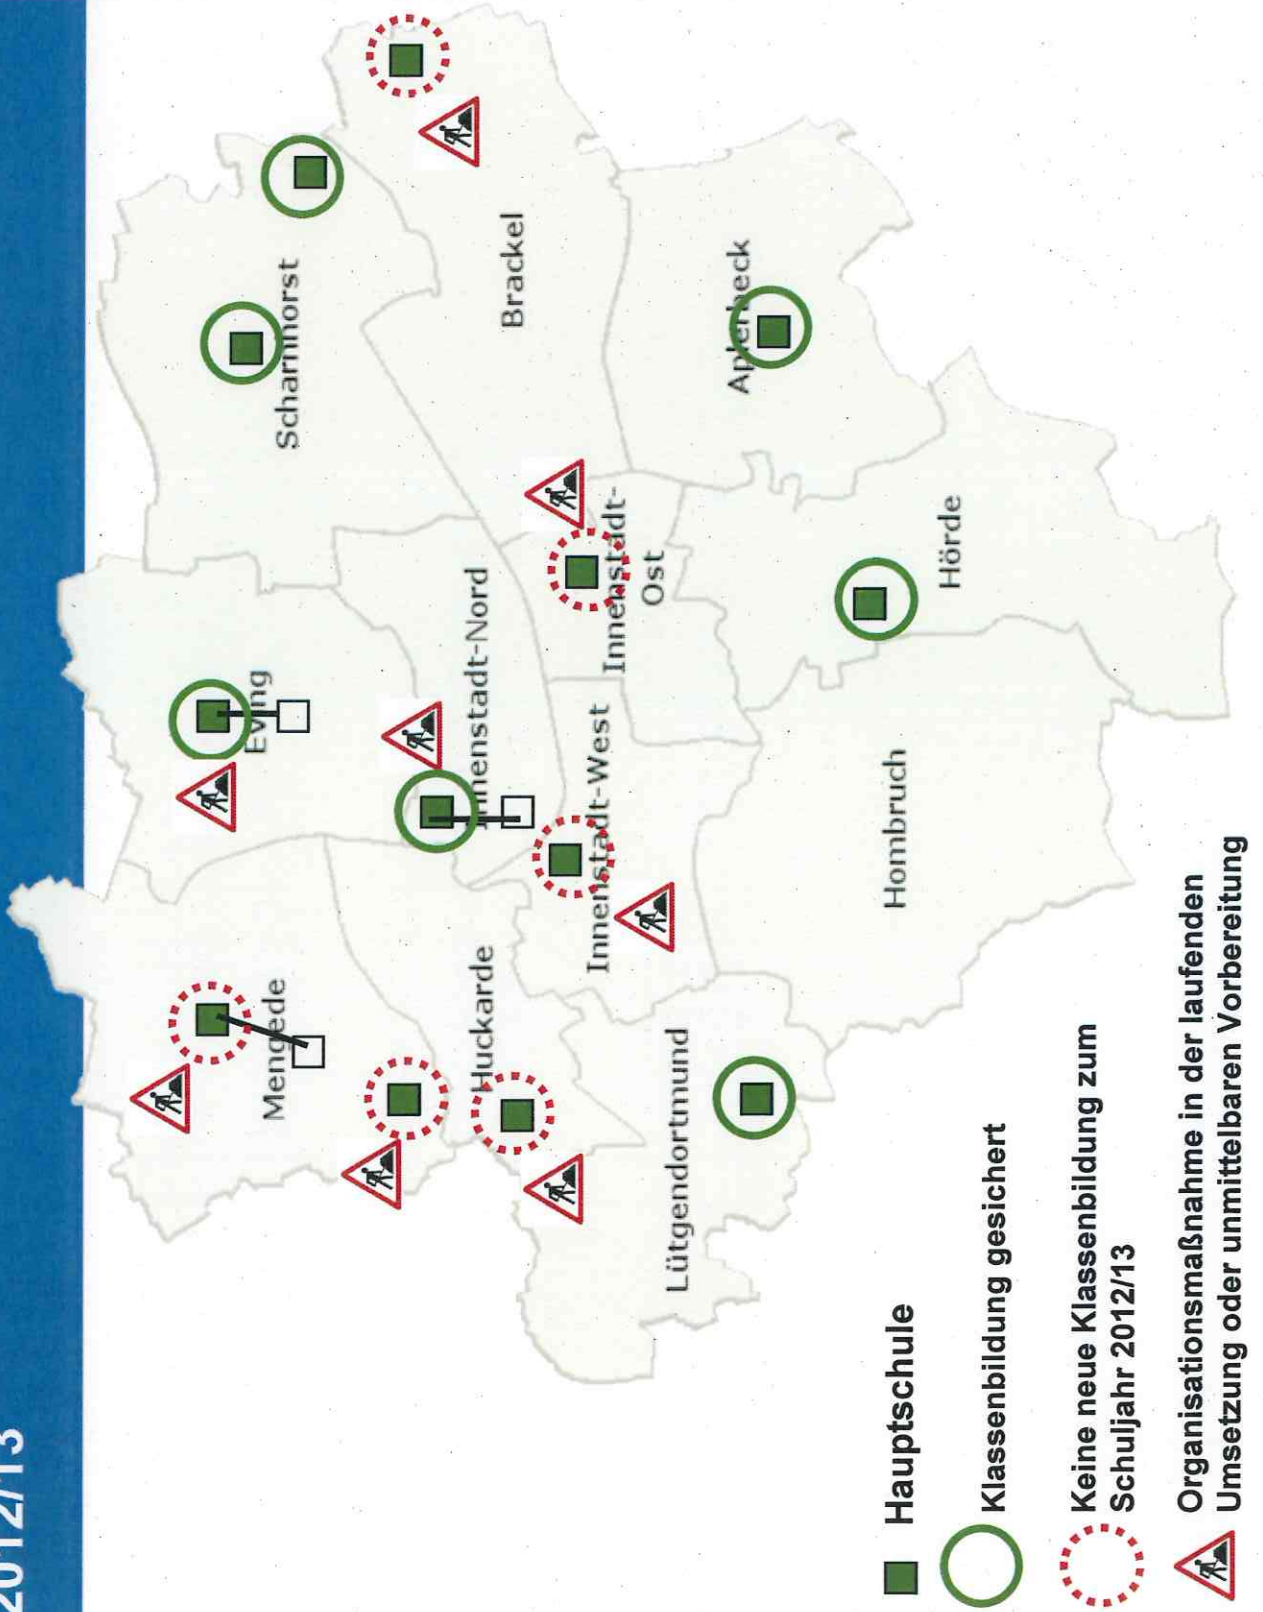 2012/13
Mengede
Eving
Scharnhorst
Huckarde
Innenstadt-Nord
Brackel
Lütgendortmund
Innenstadt-West
Innenstadt-
Ost
Aplerbeck
Hombruch
Hörde
Hauptschule
Klassenbildung gesichert
Keine neue Klassenbildung zum
Schuljahr 2012/13
Organisationsmaßnahme in der laufenden
Umsetzung oder unmittelbaren Vorbereitung